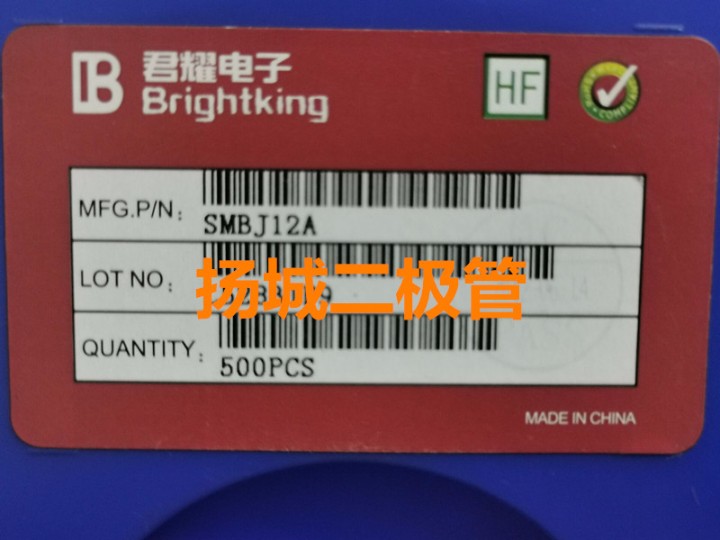 君耀电子
Brightking
HF
MFG.P/N:
SMBJ12A
LOT NO:
扬城二极管
QUANTITY:
500PCS
MADE IN CHINA